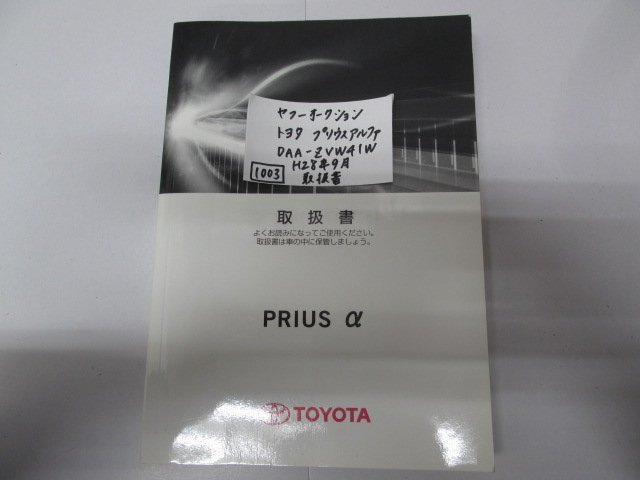 ヤフーオークション
トヨタ プリウスアルファ
DAA-ZVW41W
H28年9月
1003 取扱書
取扱書
よくお読みになってご使用ください。
取扱書は車の中に保管しましょう。
PRIUS α
TOYOTA